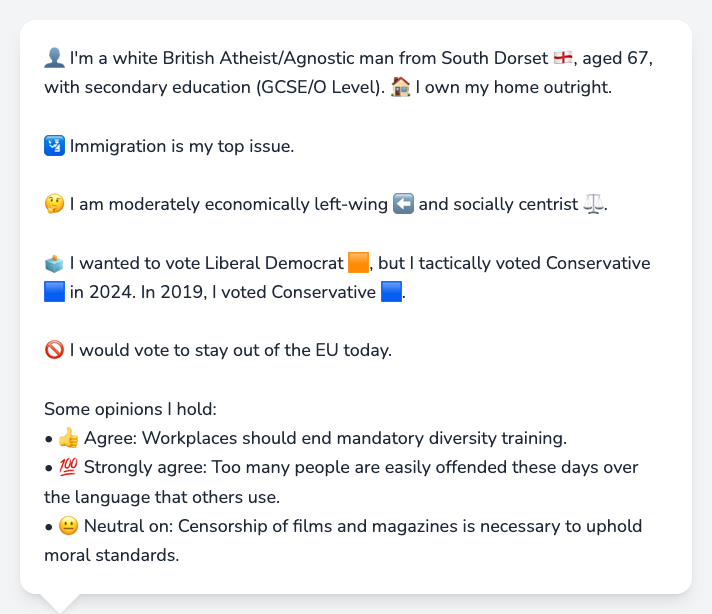 👤 I'm a white British Atheist/Agnostic man from South Dorset 🏴󠁧󠁢󠁥󠁮󠁧󠁿, aged 67,
with secondary education (GCSE/O Level). 🏠 I own my home outright.
🛂 Immigration is my top issue.
🤔 I am moderately economically left-wing ⬅️ and socially centrist ⚖️.
🗳️ I wanted to vote Liberal Democrat 🟧, but I tactically voted Conservative
🟦 in 2024. In 2019, I voted Conservative 🟦.
🚫 I would vote to stay out of the EU today.
Some opinions I hold:
• 👍 Agree: Workplaces should end mandatory diversity training.
• 💯 Strongly agree: Too many people are easily offended these days over
the language that others use.
• 😐 Neutral on: Censorship of films and magazines is necessary to uphold
moral standards.